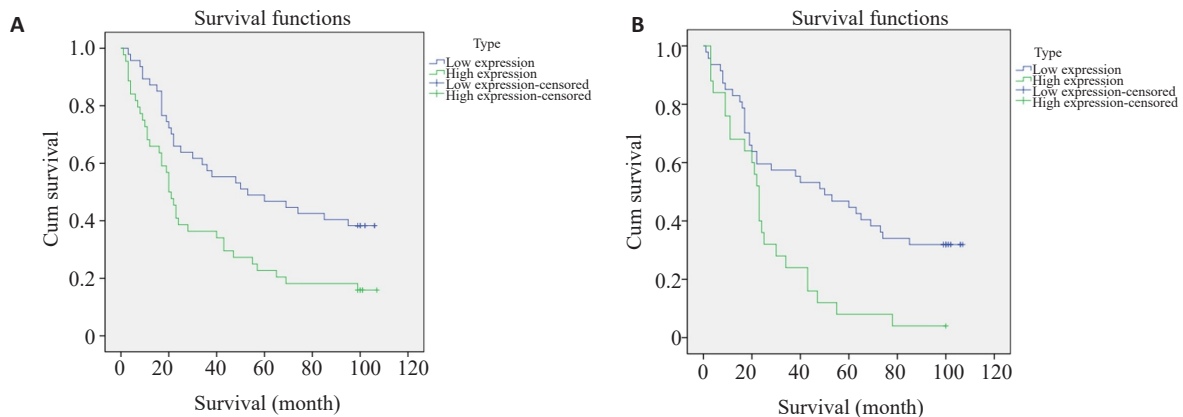 A
Survival functions
Type
Low expression
High expression
Low expression-censored
High expression-censored
Cum survival
1.0
0.8
0.6
0.4
0.2
0
0 20 40 60 80 100 120
Survival (month)
B
Survival functions
Type
Low expression
High expression
Low expression-censored
High expression-censored
Cum survival
1.0
0.8
0.6
0.4
0.2
0
0 20 40 60 80 100 120
Survival (month)